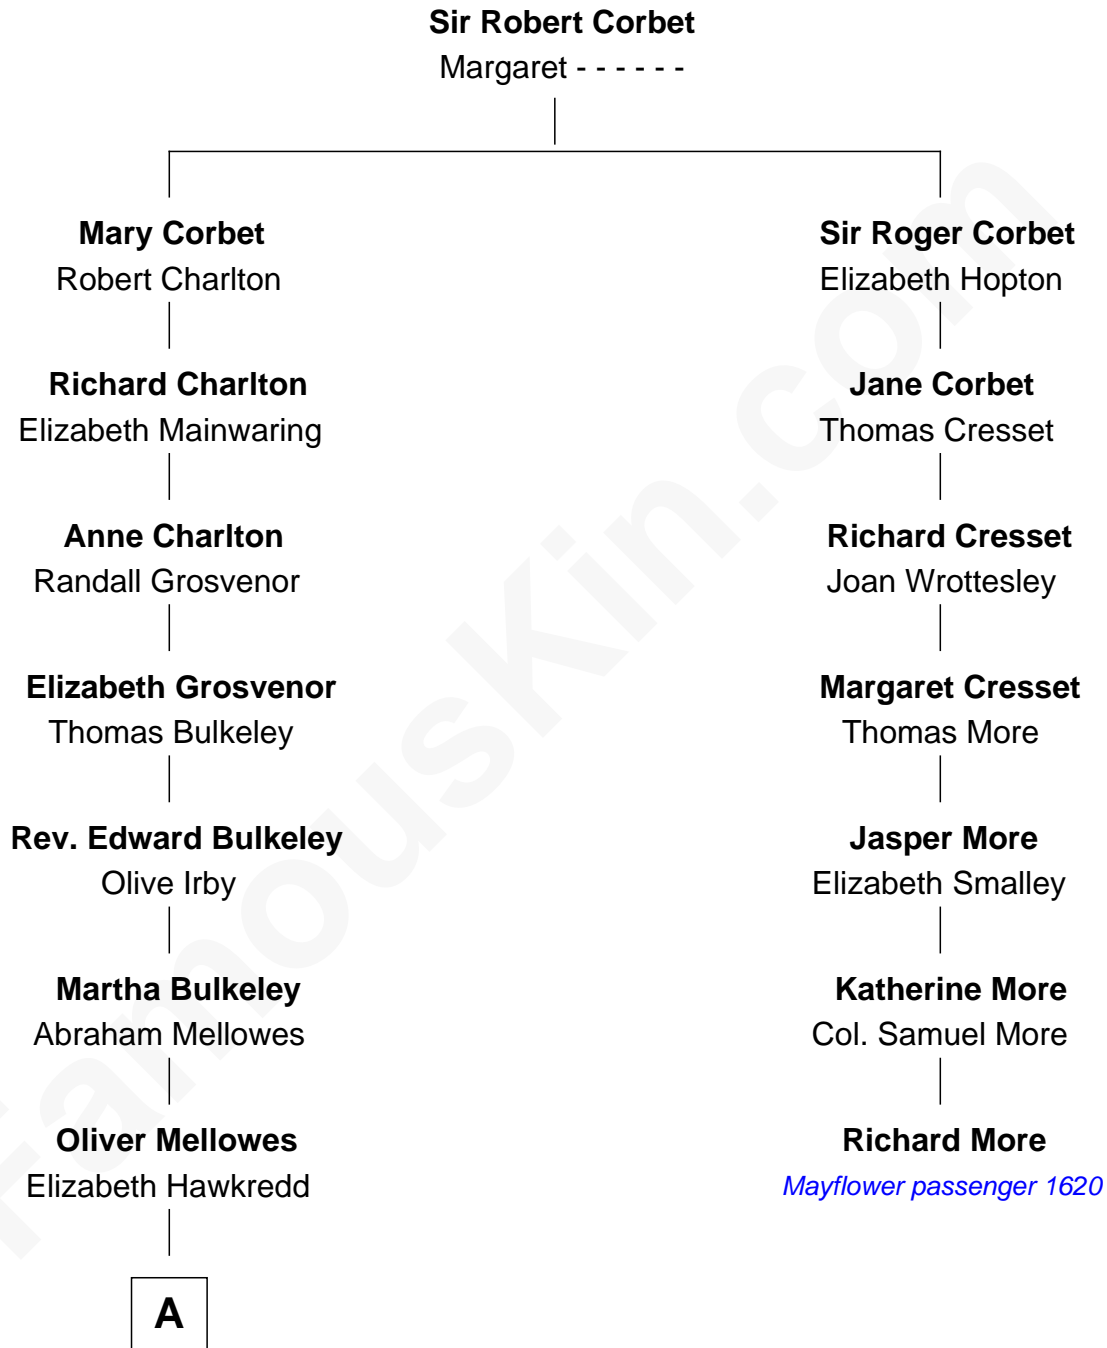 Sir Robert Corbet
Margaret - - - - - -
Mary Corbet
Robert Charlton
Sir Roger Corbet
Elizabeth Hopton
Richard Charlton
Elizabeth Mainwaring
Jane Corbet
Thomas Cresset
Anne Charlton
Randall Grosvenor
Richard Cresset
Joan Wrottesley
Elizabeth Grosvenor
Thomas Bulkeley
Margaret Cresset
Thomas More
Rev. Edward Bulkeley
Olive Irby
Jasper More
Elizabeth Smalley
Martha Bulkeley
Abraham Mellowes
Katherine More
Col. Samuel More
Oliver Mellowes
Elizabeth Hawkredd
Richard More
Mayflower passenger 1620
A
FamousKin.com